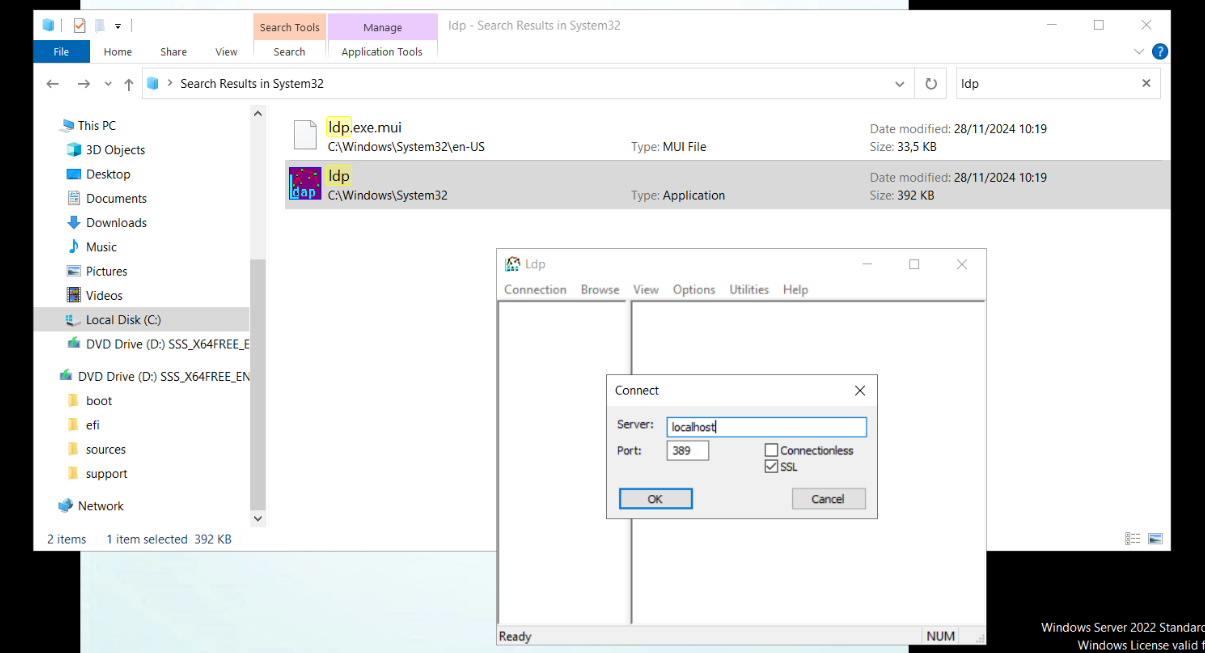 Search Tools
Manage
ldp - Search Results in System32
File
Home
Share
View
Search
Application Tools
?
Search Results in System32
ldp
This PC
3D Objects
Desktop
Documents
Downloads
Music
Pictures
Videos
Local Disk (C:)
DVD Drive (D:) SSS_X64FREE_E
DVD Drive (D:) SSS_X64FREE_EN
boot
efi
sources
support
Network
ldp.exe.mui
C:\Windows\System32\en-US
Type: MUI File
Date modified: 28/11/2024 10:19
Size: 33,5 KB
ldap
ldp
C:\Windows\System32
Type: Application
Date modified: 28/11/2024 10:19
Size: 392 KB
Ldp
Connection Browse View Options Utilities Help
Connect
Server: localhost
Port: 389
Connectionless
SSL
OK
Cancel
Ready
NUM
2 items 1 item selected 392 KB
Windows Server 2022 Standard
Windows License valid f